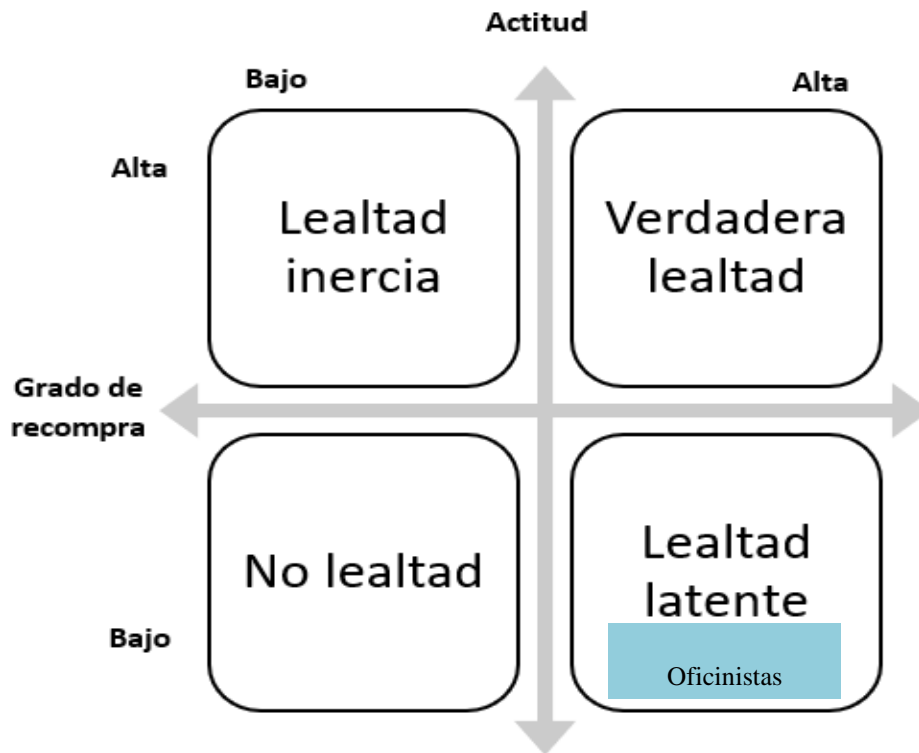 Actitud
Bajo
Alta
Alta
Lealtad
inercia
Verdadera
lealtad
Grado de
recompra
No lealtad
Lealtad
latente
Bajo
Oficinistas